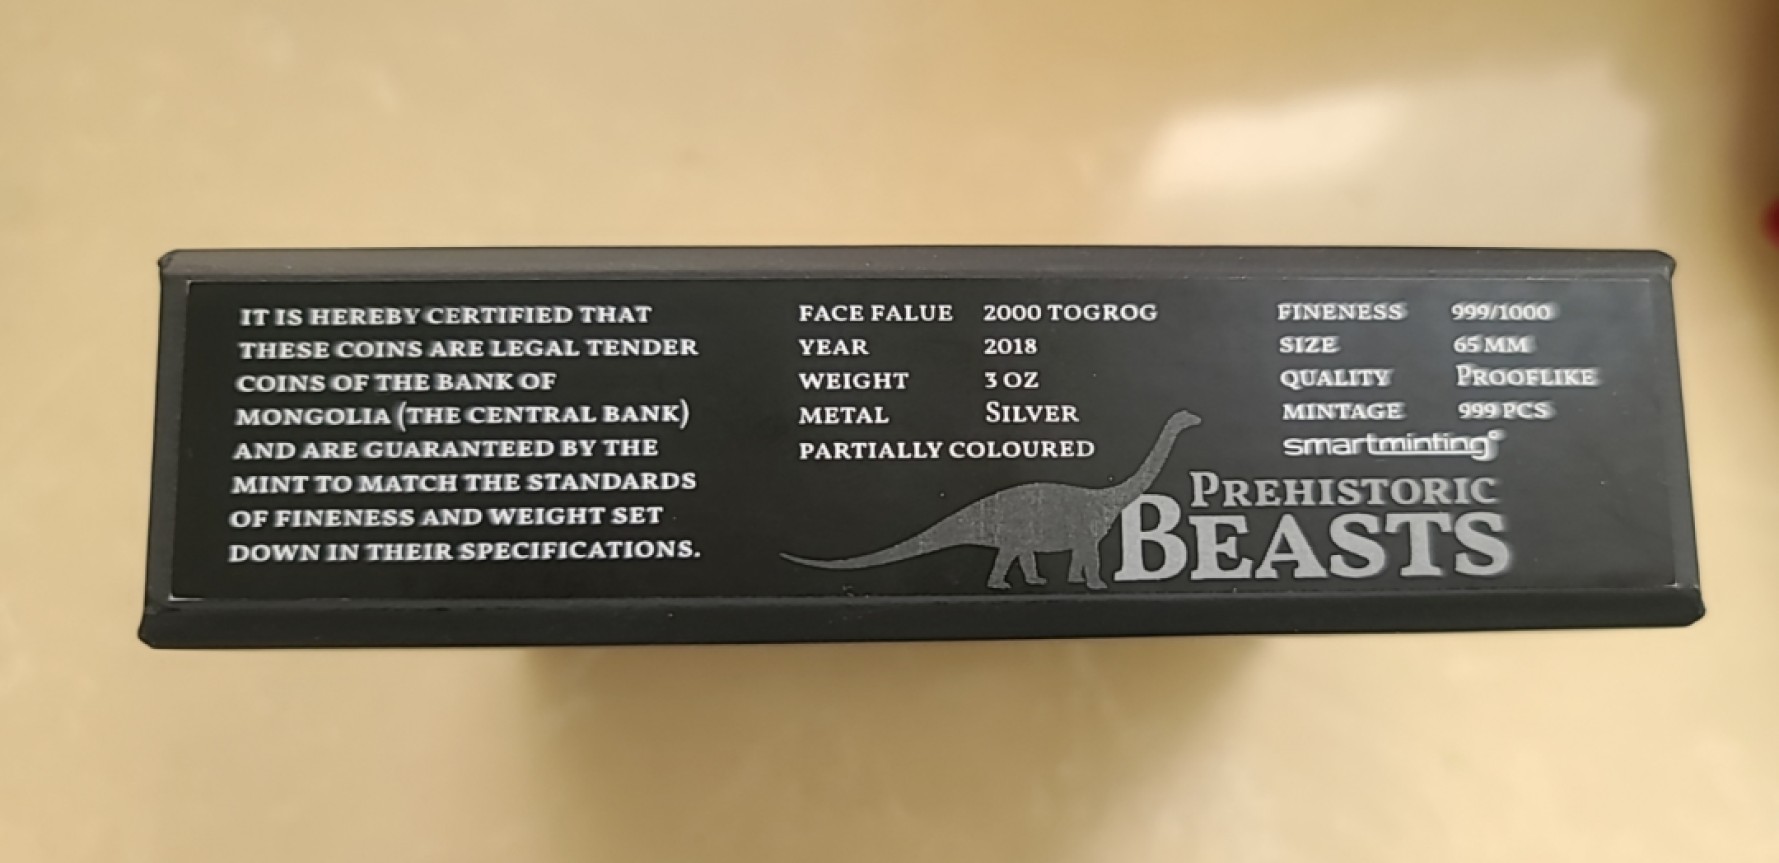 IT IS HEREBY CERTIFIED THAT
THESE COINS ARE LEGAL TENDER
COINS OF THE BANK OF
MONGOLIA (THE CENTRAL BANK)
AND ARE GUARANTEED BY THE
MINT TO MATCH THE STANDARDS
OF FINENESS AND WEIGHT SET
DOWN IN THEIR SPECIFICATIONS.
FACE FALUE 2000 TOGROG
YEAR 2018
WEIGHT 3 OZ
METAL SILVER
PARTIALLY COLOURED
FINENESS 999/1000
SIZE 65 MM
QUALITY PROOFLIKE
MINTAGE 999 PCS
smartminting°
PREHISTORIC
BEASTS